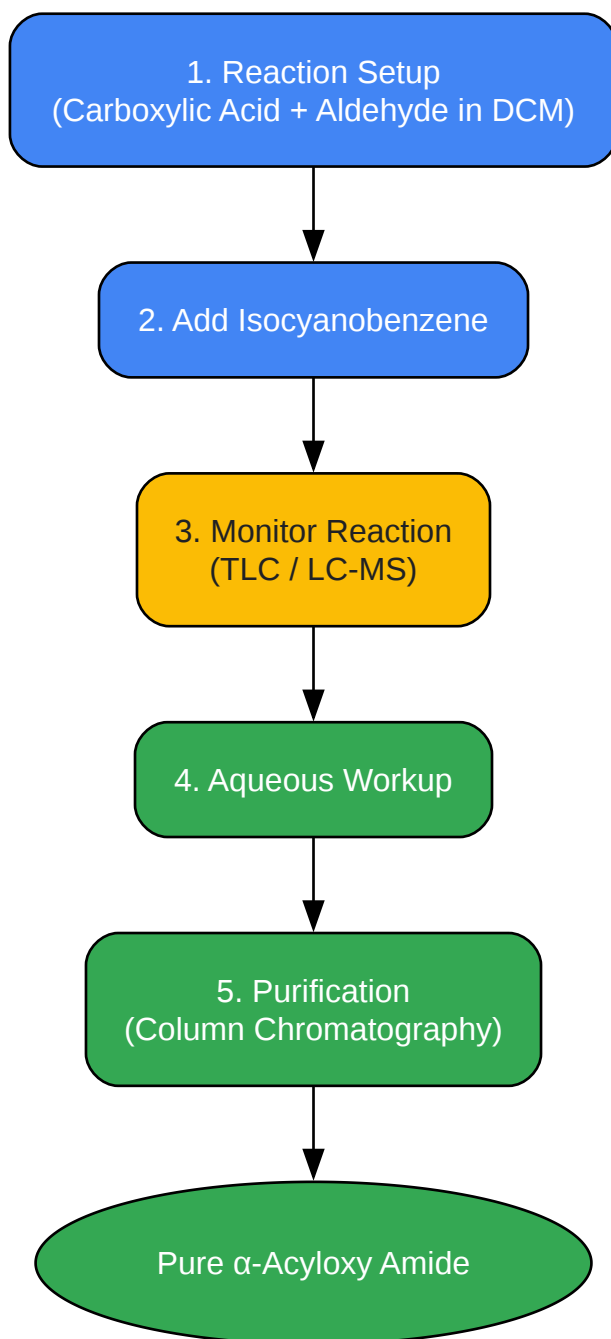 1. Reaction Setup
(Carboxylic Acid + Aldehyde in DCM)
2. Add Isocyanobenzene
3. Monitor Reaction
(TLC / LC-MS)
4. Aqueous Workup
5. Purification
(Column Chromatography)
Pure α-Acyloxy Amide